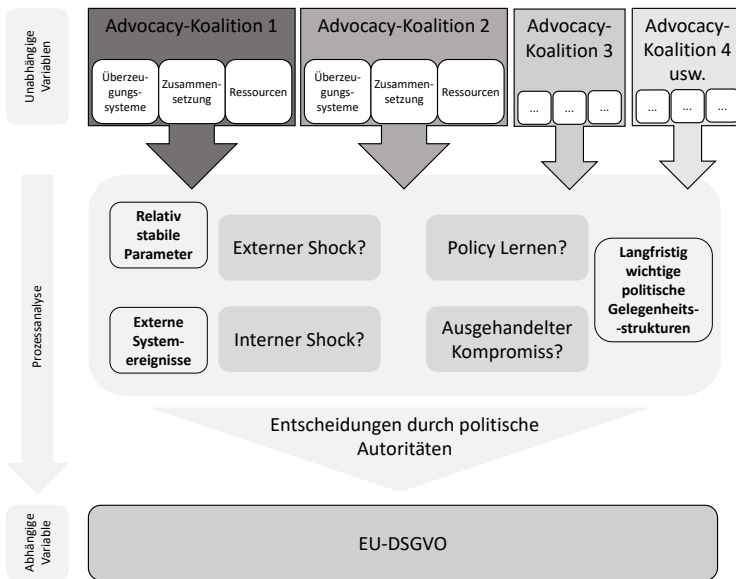 Unabhängige
Variablen
Advocacy-Koalition 1
Überzeu-
gungs-
systeme
Zusammen-
setzung
Ressourcen
Advocacy-Koalition 2
Überzeu-
gungs-
systeme
Zusammen-
setzung
Ressourcen
Advocacy-
Koalition 3
...
...
...
Advocacy-
Koalition 4
usw.
...
...
...
Prozessanalyse
Relativ
stabile
Parameter
Externer Shock?
Policy Lernen?
Langfristig
wichtige
politische
Gelegenheits-
-strukturen
Externe
System-
ereignisse
Interner Shock?
Ausgehandelter
Kompromiss?
Entscheidungen durch politische
Autoritäten
Abhängige
Variable
EU-DSGVO